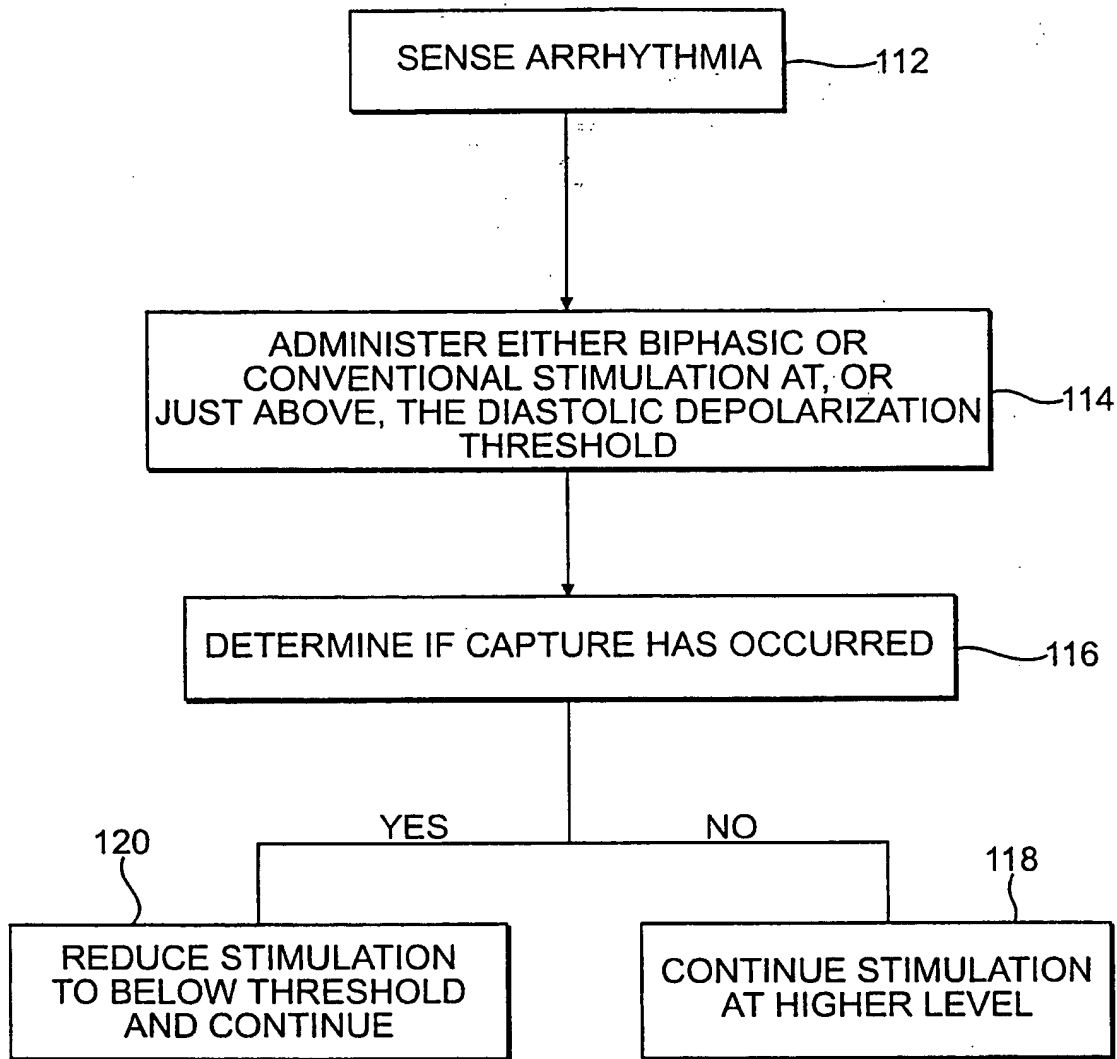 SENSE ARRHYTHMIA
112
ADMINISTER EITHER BIPHASIC OR
CONVENTIONAL STIMULATION AT, OR
JUST ABOVE, THE DIASTOLIC DEPOLARIZATION
THRESHOLD
114
DETERMINE IF CAPTURE HAS OCCURRED
116
YES
NO
120
118
REDUCE STIMULATION
TO BELOW THRESHOLD
AND CONTINUE
CONTINUE STIMULATION
AT HIGHER LEVEL